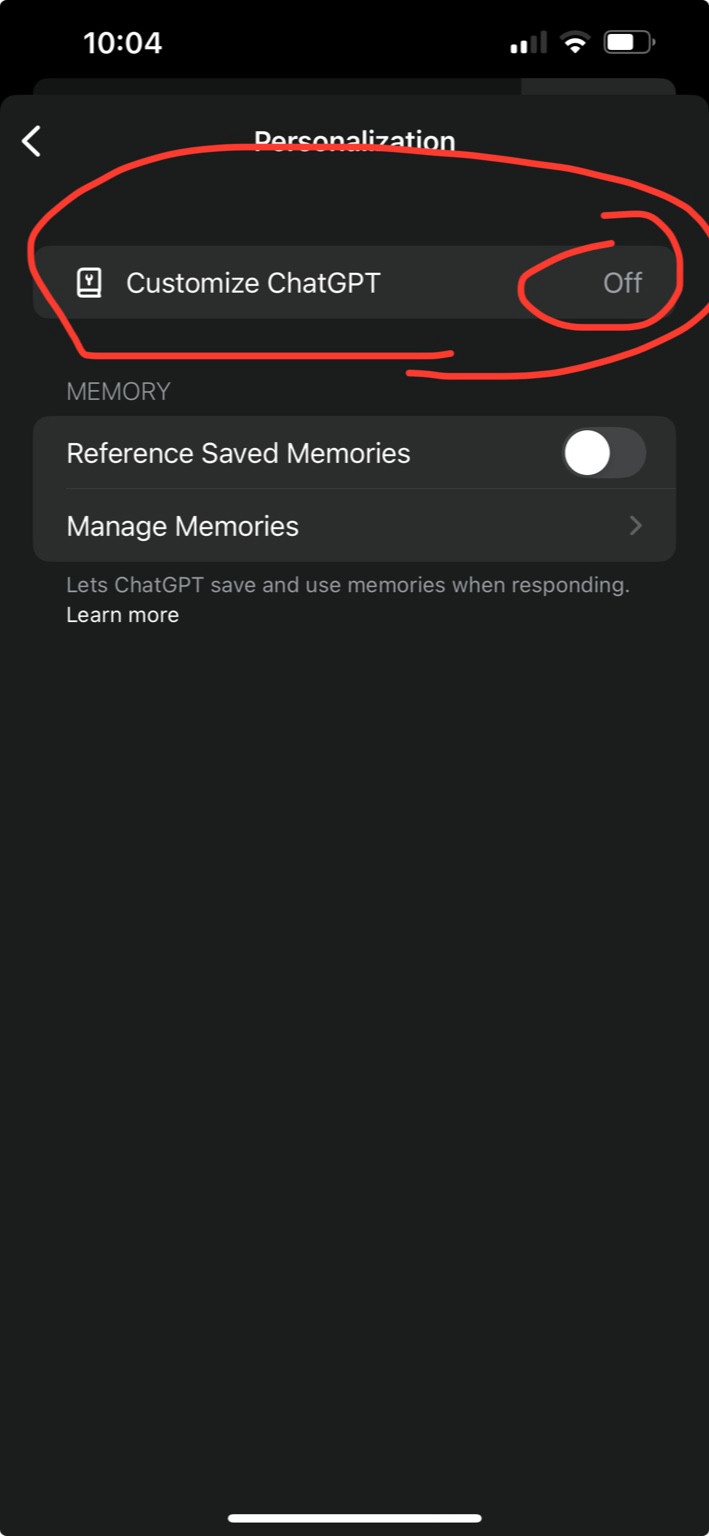 10:04
Personalization
Customize ChatGPT Off
MEMORY
Reference Saved Memories
Manage Memories
Lets ChatGPT save and use memories when responding.
Learn more